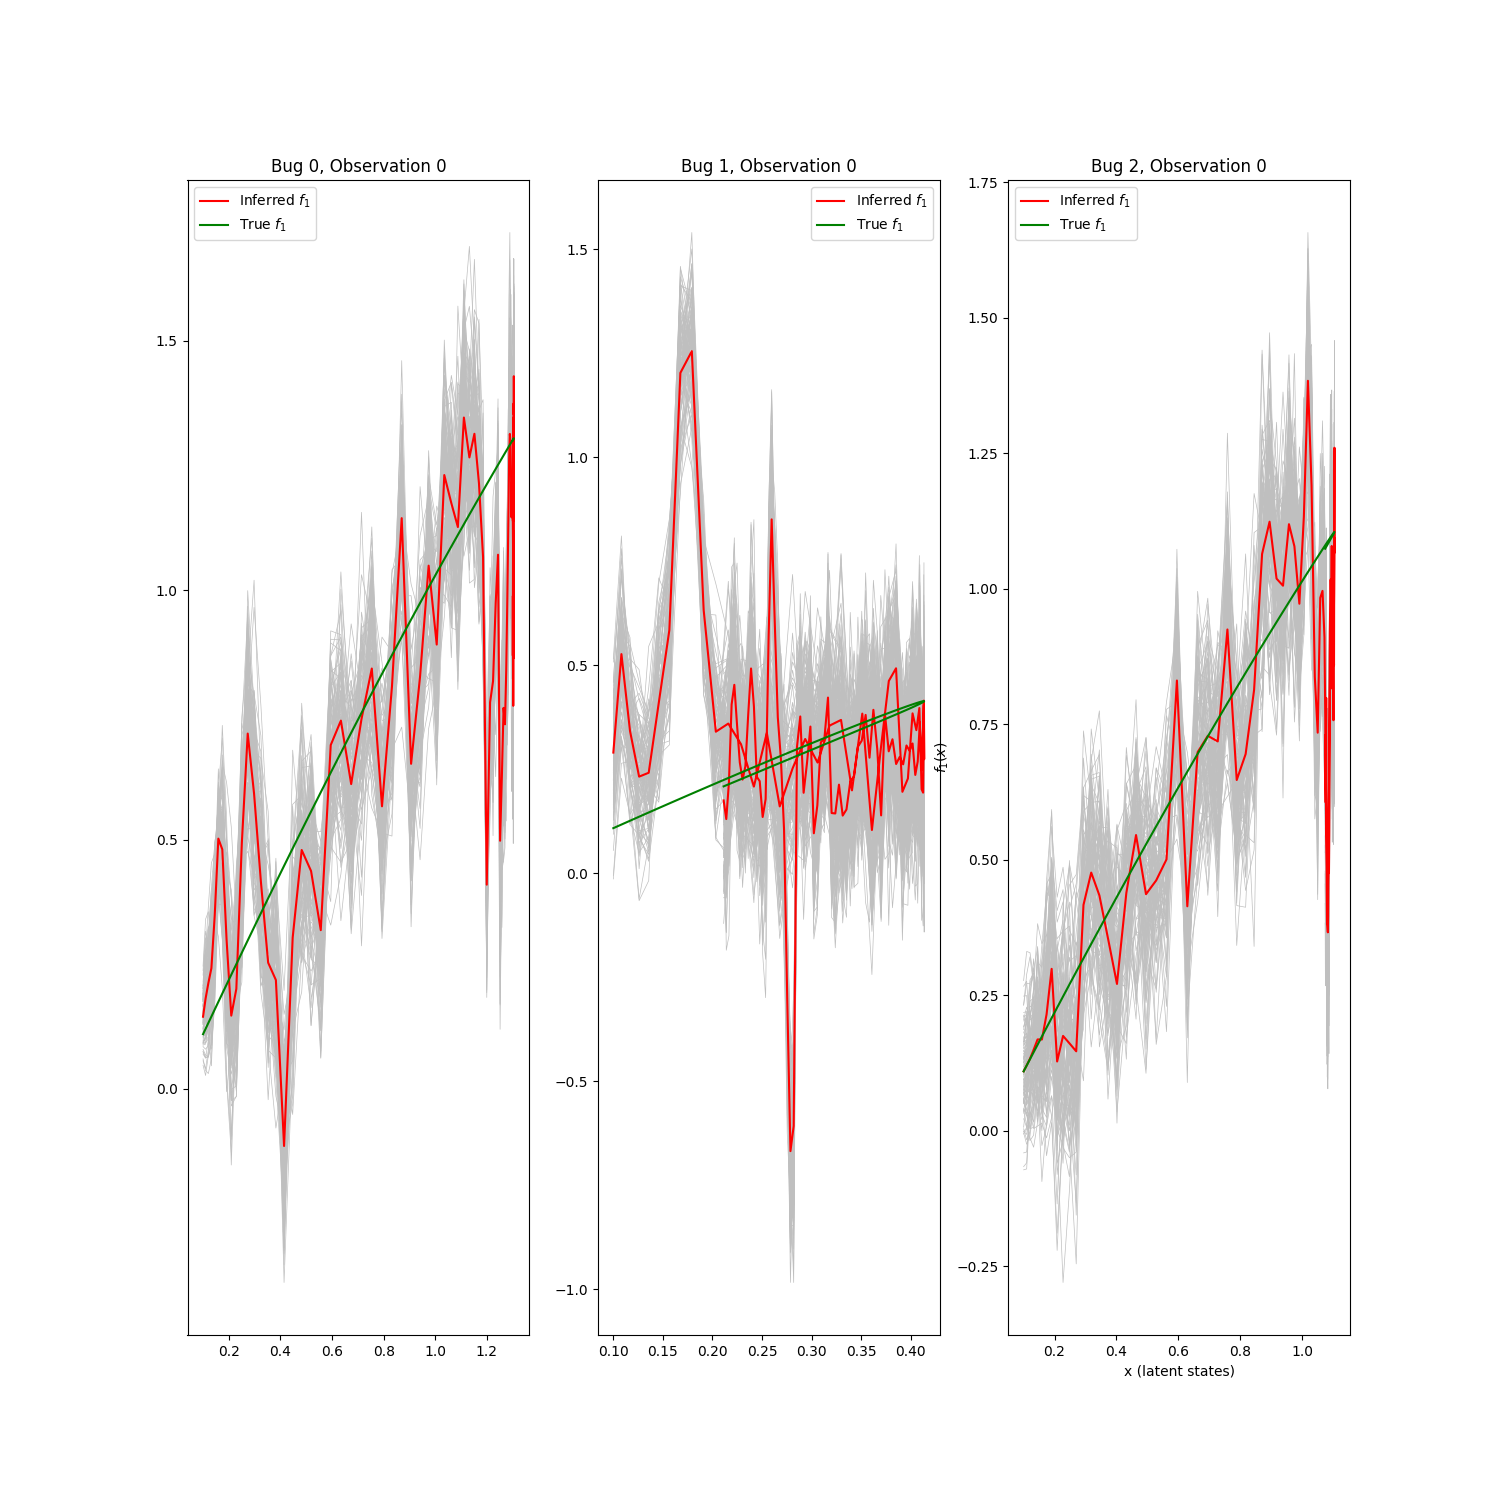 Bug 0, Observation 0
Inferred f₁
True f₁
1.5
1.0
0.5
0.0
0.2 0.4 0.6 0.8 1.0 1.2
Bug 1, Observation 0
Inferred f₁
True f₁
1.5
1.0
0.5
0.0
−0.5
−1.0
0.10 0.15 0.20 0.25 0.30 0.35 0.40
Bug 2, Observation 0
Inferred f₁
True f₁
f₁(x)
1.75
1.50
1.25
1.00
0.75
0.50
0.25
0.00
−0.25
0.2 0.4 0.6 0.8 1.0
x (latent states)